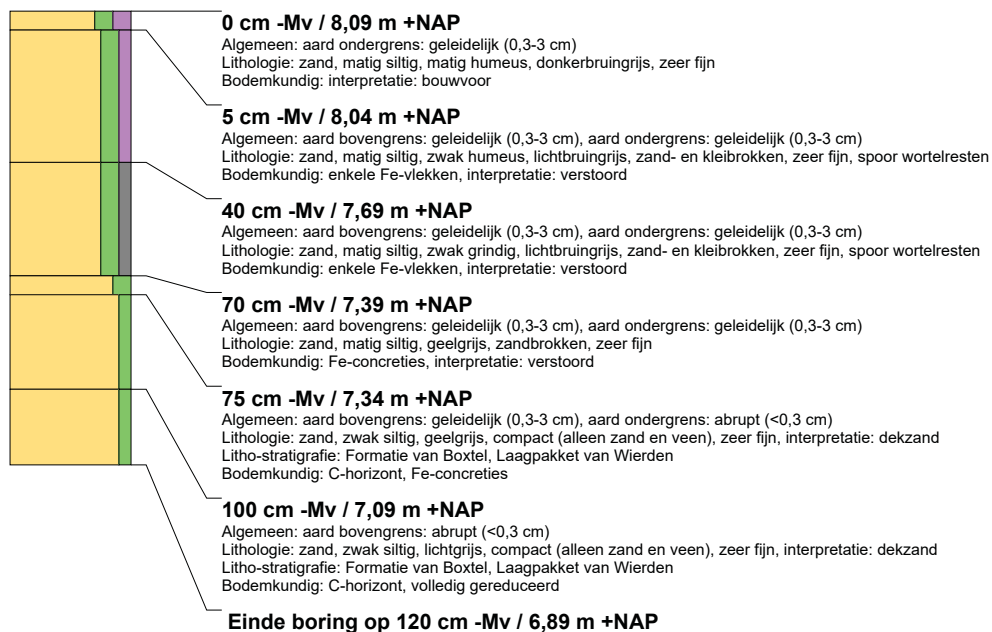 0 cm -Mv / 8,09 m +NAP
Algemeen: aard ondergrens: geleidelijk (0,3-3 cm)
Lithologie: zand, matig siltig, matig humeus, donkerbruingrijs, zeer fijn
Bodemkundig: interpretatie: bouwvoor
5 cm -Mv / 8,04 m +NAP
Algemeen: aard bovengrens: geleidelijk (0,3-3 cm), aard ondergrens: geleidelijk (0,3-3 cm)
Lithologie: zand, matig siltig, zwak humeus, lichtbruingrijs, zand- en kleibrokken, zeer fijn, spoor wortelresten
Bodemkundig: enkele Fe-vlekken, interpretatie: verstoord
40 cm -Mv / 7,69 m +NAP
Algemeen: aard bovengrens: geleidelijk (0,3-3 cm), aard ondergrens: geleidelijk (0,3-3 cm)
Lithologie: zand, matig siltig, zwak grindig, lichtbruingrijs, zand- en kleibrokken, zeer fijn, spoor wortelresten
Bodemkundig: enkele Fe-vlekken, interpretatie: verstoord
70 cm -Mv / 7,39 m +NAP
Algemeen: aard bovengrens: geleidelijk (0,3-3 cm), aard ondergrens: geleidelijk (0,3-3 cm)
Lithologie: zand, matig siltig, geelgrijs, zandbrokken, zeer fijn
Bodemkundig: Fe-concreties, interpretatie: verstoord
75 cm -Mv / 7,34 m +NAP
Algemeen: aard bovengrens: geleidelijk (0,3-3 cm), aard ondergrens: abrupt (<0,3 cm)
Lithologie: zand, zwak siltig, geelgrijs, compact (alleen zand en veen), zeer fijn, interpretatie: dekzand
Litho-stratigrafie: Formatie van Boxtel, Laagpakket van Wierden
Bodemkundig: C-horizont, Fe-concreties
100 cm -Mv / 7,09 m +NAP
Algemeen: aard bovengrens: abrupt (<0,3 cm)
Lithologie: zand, zwak siltig, lichtgrijs, compact (alleen zand en veen), zeer fijn, interpretatie: dekzand
Litho-stratigrafie: Formatie van Boxtel, Laagpakket van Wierden
Bodemkundig: C-horizont, volledig gereduceerd
Einde boring op 120 cm -Mv / 6,89 m +NAP